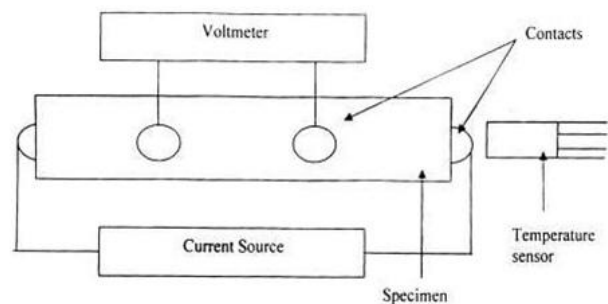 Voltmeter
Contacts
Current Source
Temperature
sensor
Specimen